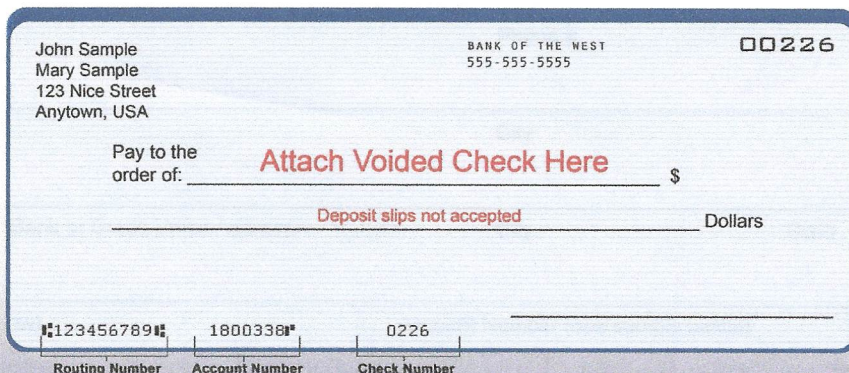 John Sample
Mary Sample
123 Nice Street
Anytown, USA
BANK OF THE WEST
555-555-5555
00226
Pay to the
order of:
Attach Voided Check Here
$
Deposit slips not accepted
Dollars
⑆123456789⑆ 1800338⑈ 0226
Routing Number Account Number Check Number